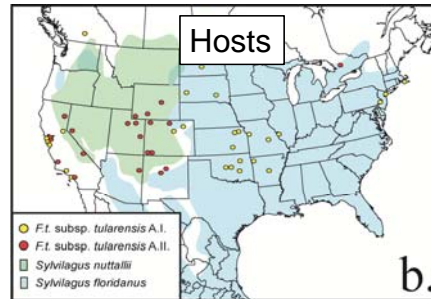 Hosts
F.t. subsp. tularensis A.I.
F.t. subsp. tularensis A.II.
Sylvilagus nuttallii
Sylvilagus floridanus
b.